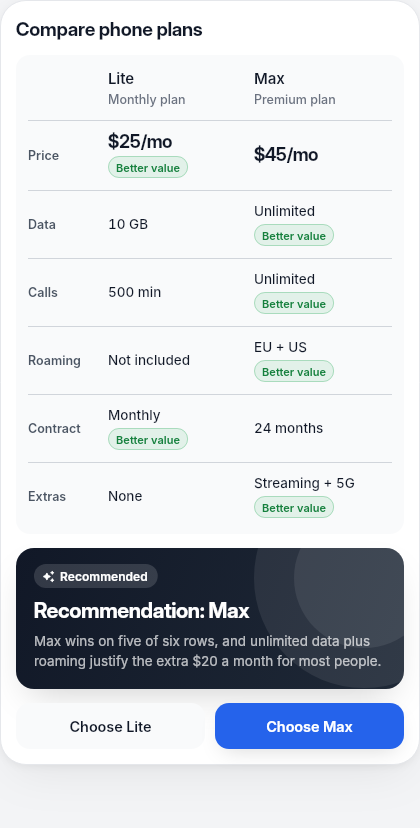 Compare phone plans
Lite Max
Monthly plan Premium plan
Price $25/mo Better value $45/mo
Data 10 GB Unlimited Better value
Calls 500 min Unlimited Better value
Roaming Not included EU + US Better value
Contract Monthly Better value 24 months
Extras None Streaming + 5G Better value
Recommended
Recommendation: Max
Max wins on five of six rows, and unlimited data plus
roaming justify the extra $20 a month for most people.
Choose Lite Choose Max